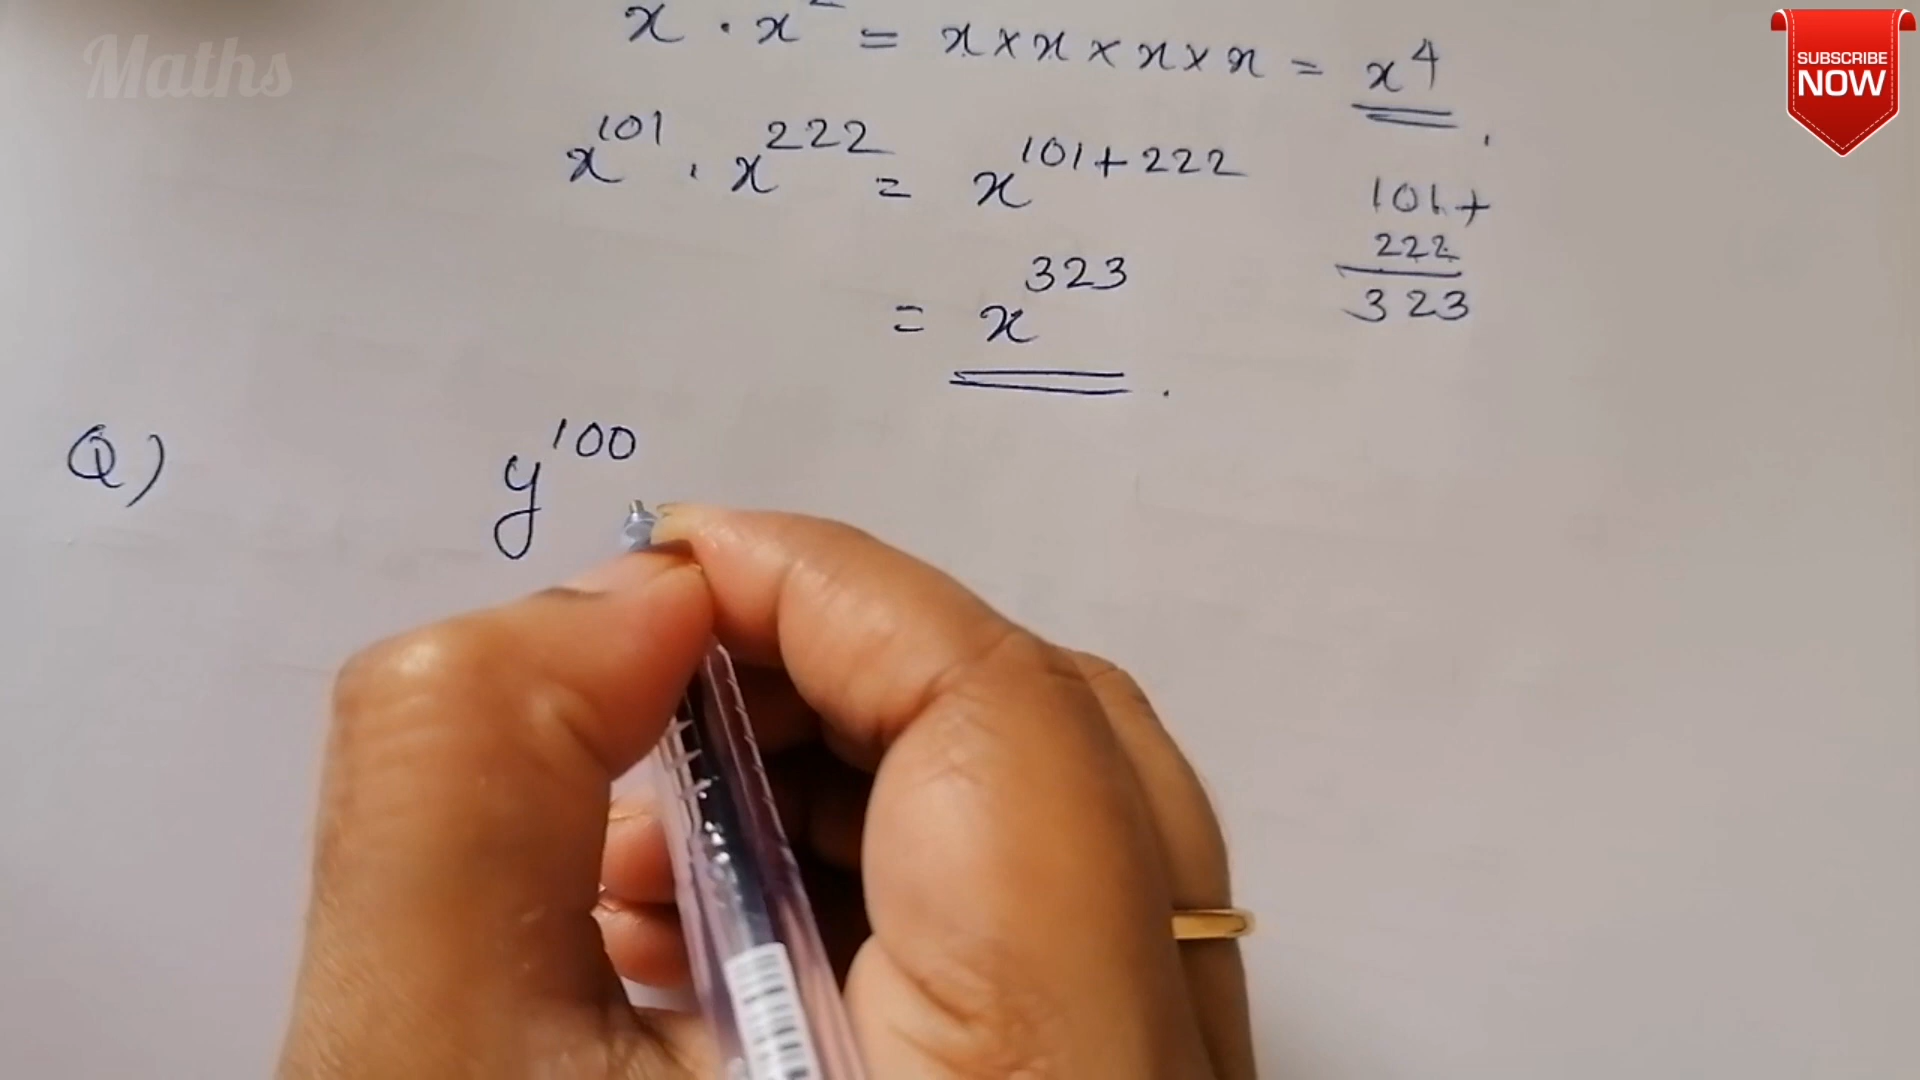 Maths
SUBSCRIBE
NOW
x · x² = x × x × x × x = x⁴
x¹⁰¹ · x²²² = x¹⁰¹⁺²²²
101+
222
323
= x³²³
Q) y¹⁰⁰